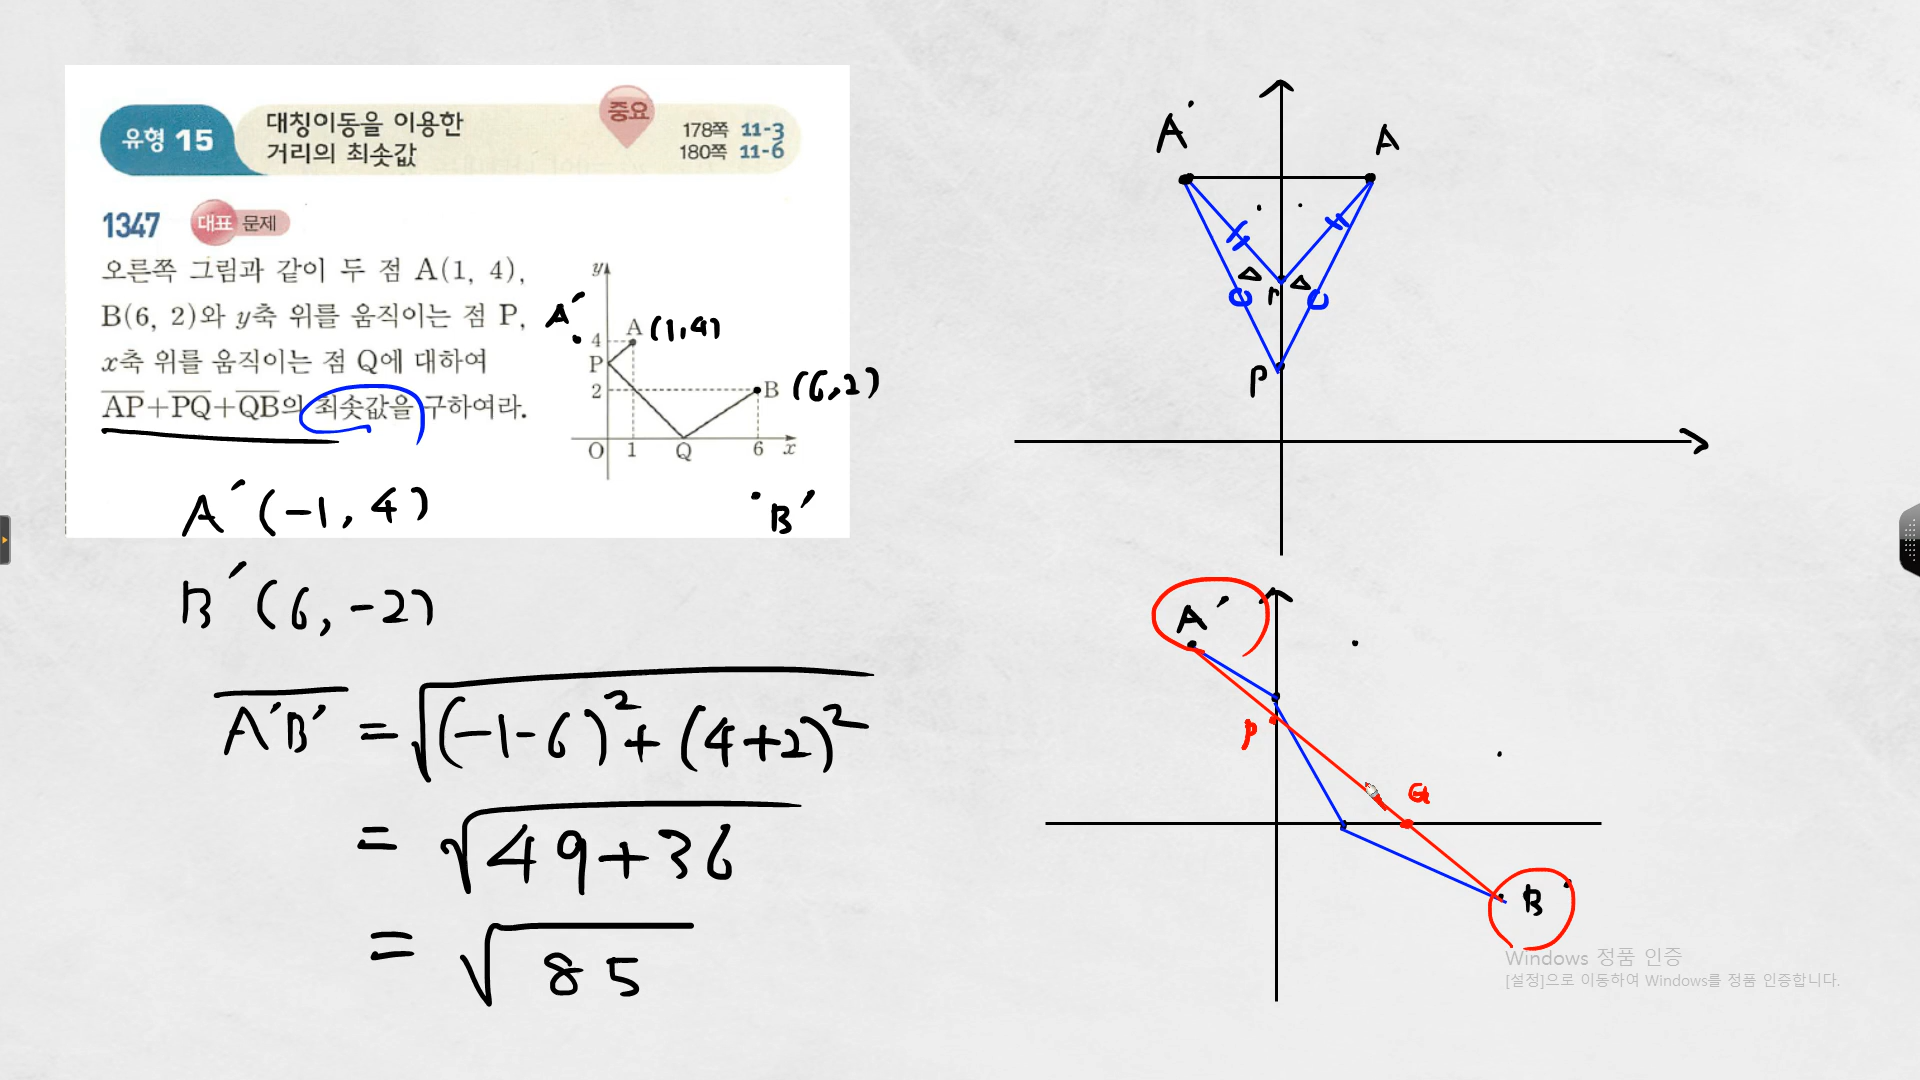 유형 15
대칭이동을 이용한
거리의 최솟값
중요
178쪽 11-3
180쪽 11-6
1347 대표 문제
오른쪽 그림과 같이 두 점 A(1, 4),
B(6, 2)와 y축 위를 움직이는 점 P,
x축 위를 움직이는 점 Q에 대하여
AP+PQ+QB의 최솟값을 구하여라.
y
A′
4 A (1,4)
P
2 B (6,2)
O 1 Q 6 x
B′
A′(-1, 4)
B′(6, -2)
A′B′ = √(-1-6)²+(4+2)²
= √49+36
= √85
A′ A
P
P
A′
P
Q
B′
Windows 정품 인증
[설정]으로 이동하여 Windows를 정품 인증합니다.